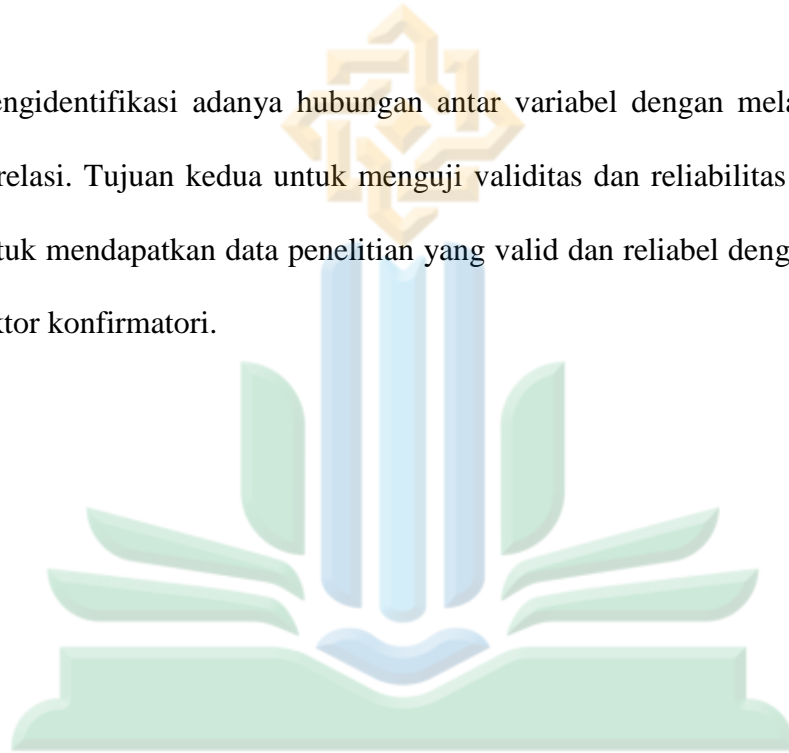 engidentifikasi adanya hubungan antar variabel dengan mela
relasi. Tujuan kedua untuk menguji validitas dan reliabilitas
tuk mendapatkan data penelitian yang valid dan reliabel deng
ktor konfirmatori.